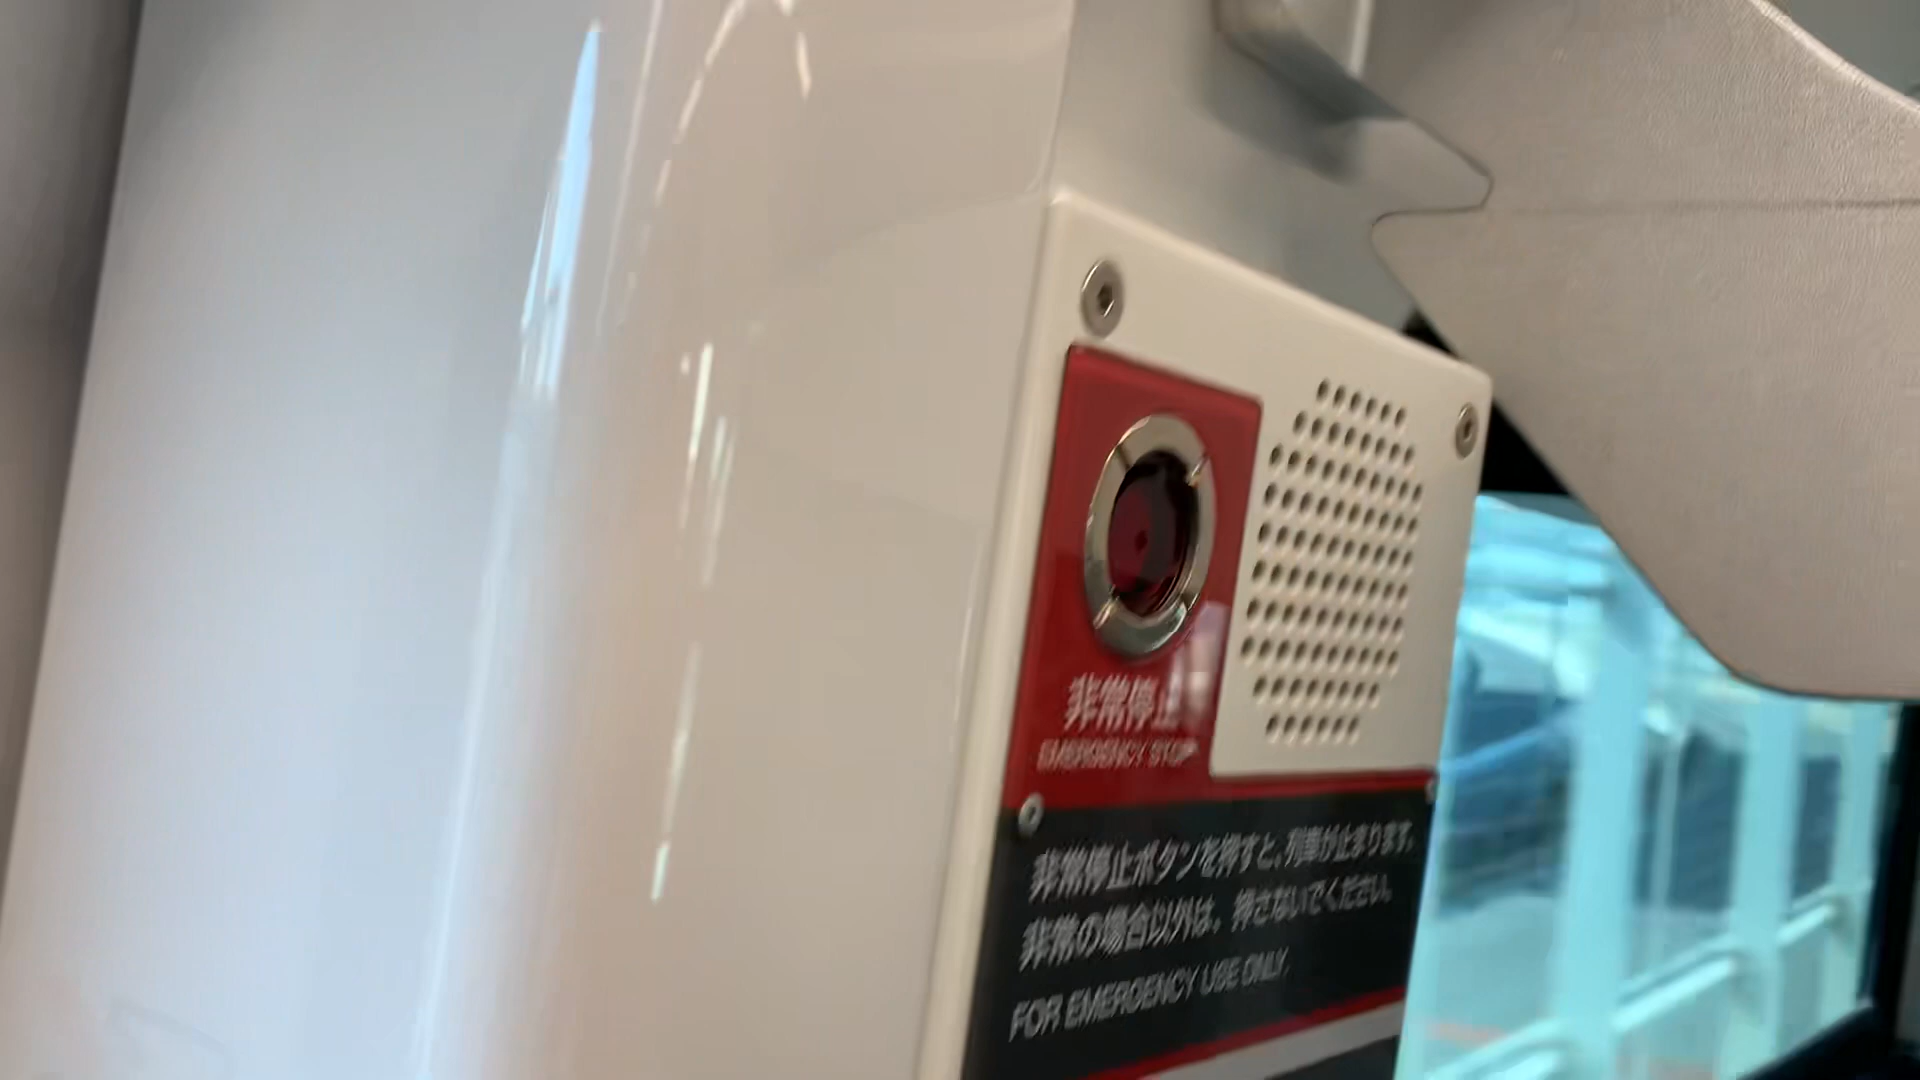 非常停止
EMERGENCY STOP
非常停止ボタンを押すと、列車が止まります。
非常の場合以外は、押さないでください。
FOR EMERGENCY USE ONLY.